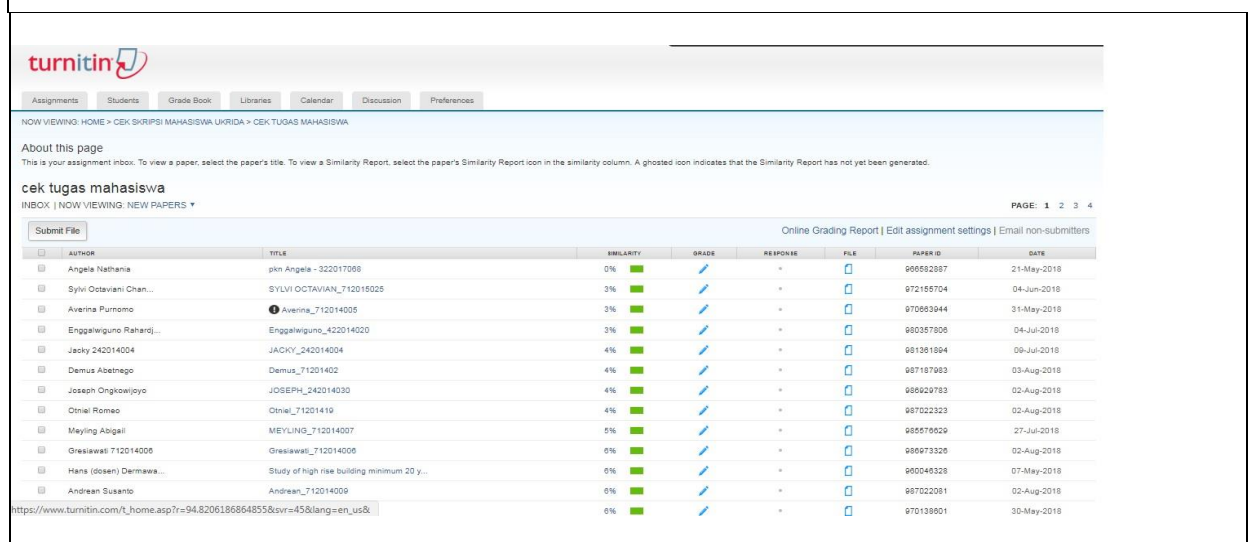 turnitin
Assignments Students Grade Book Libraries Calendar Discussion Preferences
NOW VIEWING: HOME > CEK SKRIPSI MAHASISWA UKRIDA > CEK TUGAS MAHASISWA
About this page
This is your assignment inbox. To view a paper, select the paper's title. To view a Similarity Report, select the paper's Similarity Report icon in the similarity column. A ghosted icon indicates that the Similarity Report has not yet been generated.
cek tugas mahasiswa
INBOX | NOW VIEWING: NEW PAPERS ▼ PAGE: 1 2 3 4
Submit File Online Grading Report | Edit assignment settings | Email non-submitters
AUTHOR TITLE SIMILARITY GRADE RESPONSE FILE PAPER ID DATE
Angela Nathania pkn Angela - 322017068 0% 966582887 21-May-2018
Sylvi Octaviani Chan... SYLVI OCTAVIAN_712015025 3% 972155704 04-Jun-2018
Averina Purnomo Averina_712014005 3% 970663944 31-May-2018
Enggalwiguno Rahardj... Enggalwiguno_422014020 3% 980357806 04-Jul-2018
Jacky 242014004 JACKY_242014004 4% 981361894 09-Jul-2018
Demus Abetnego Demus_71201402 4% 987187983 03-Aug-2018
Joseph Ongkowijoyo JOSEPH_242014030 4% 986929783 02-Aug-2018
Otniel Romeo Otniel_71201419 4% 987022323 02-Aug-2018
Meyling Abigail MEYLING_712014007 5% 985576629 27-Jul-2018
Gresiawati 712014006 Gresiawati_712014006 6% 986973326 02-Aug-2018
Hans (dosen) Dermawa... Study of high rise building minimum 20 y... 6% 960046328 07-May-2018
Andrean Susanto Andrean_712014009 6% 987022081 02-Aug-2018
https://www.turnitin.com/t_home.asp?r=94.8206186864855&svr=45&lang=en_us& 6% 970138601 30-May-2018